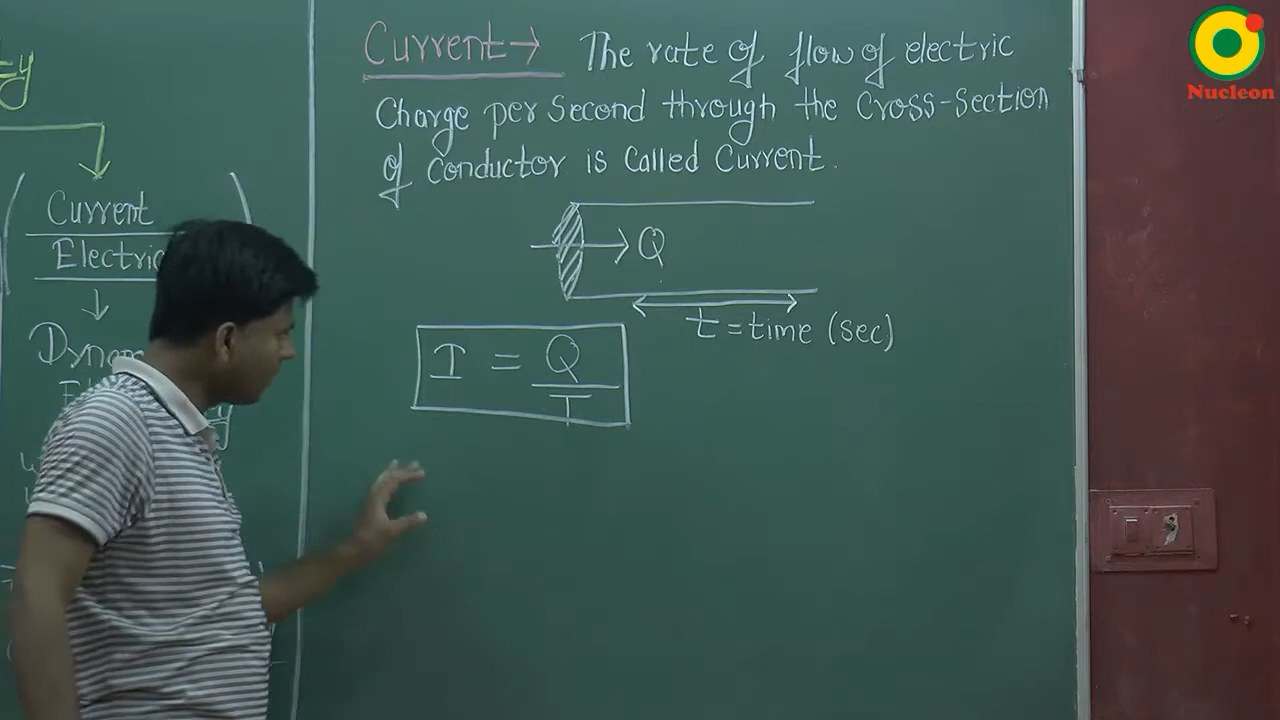 Current → The rate of flow of electric
Charge per Second through the Cross-Section
of Conductor is Called Current.
Q
t = time (sec)
I = Q
T
Current
Electric
Nucleon